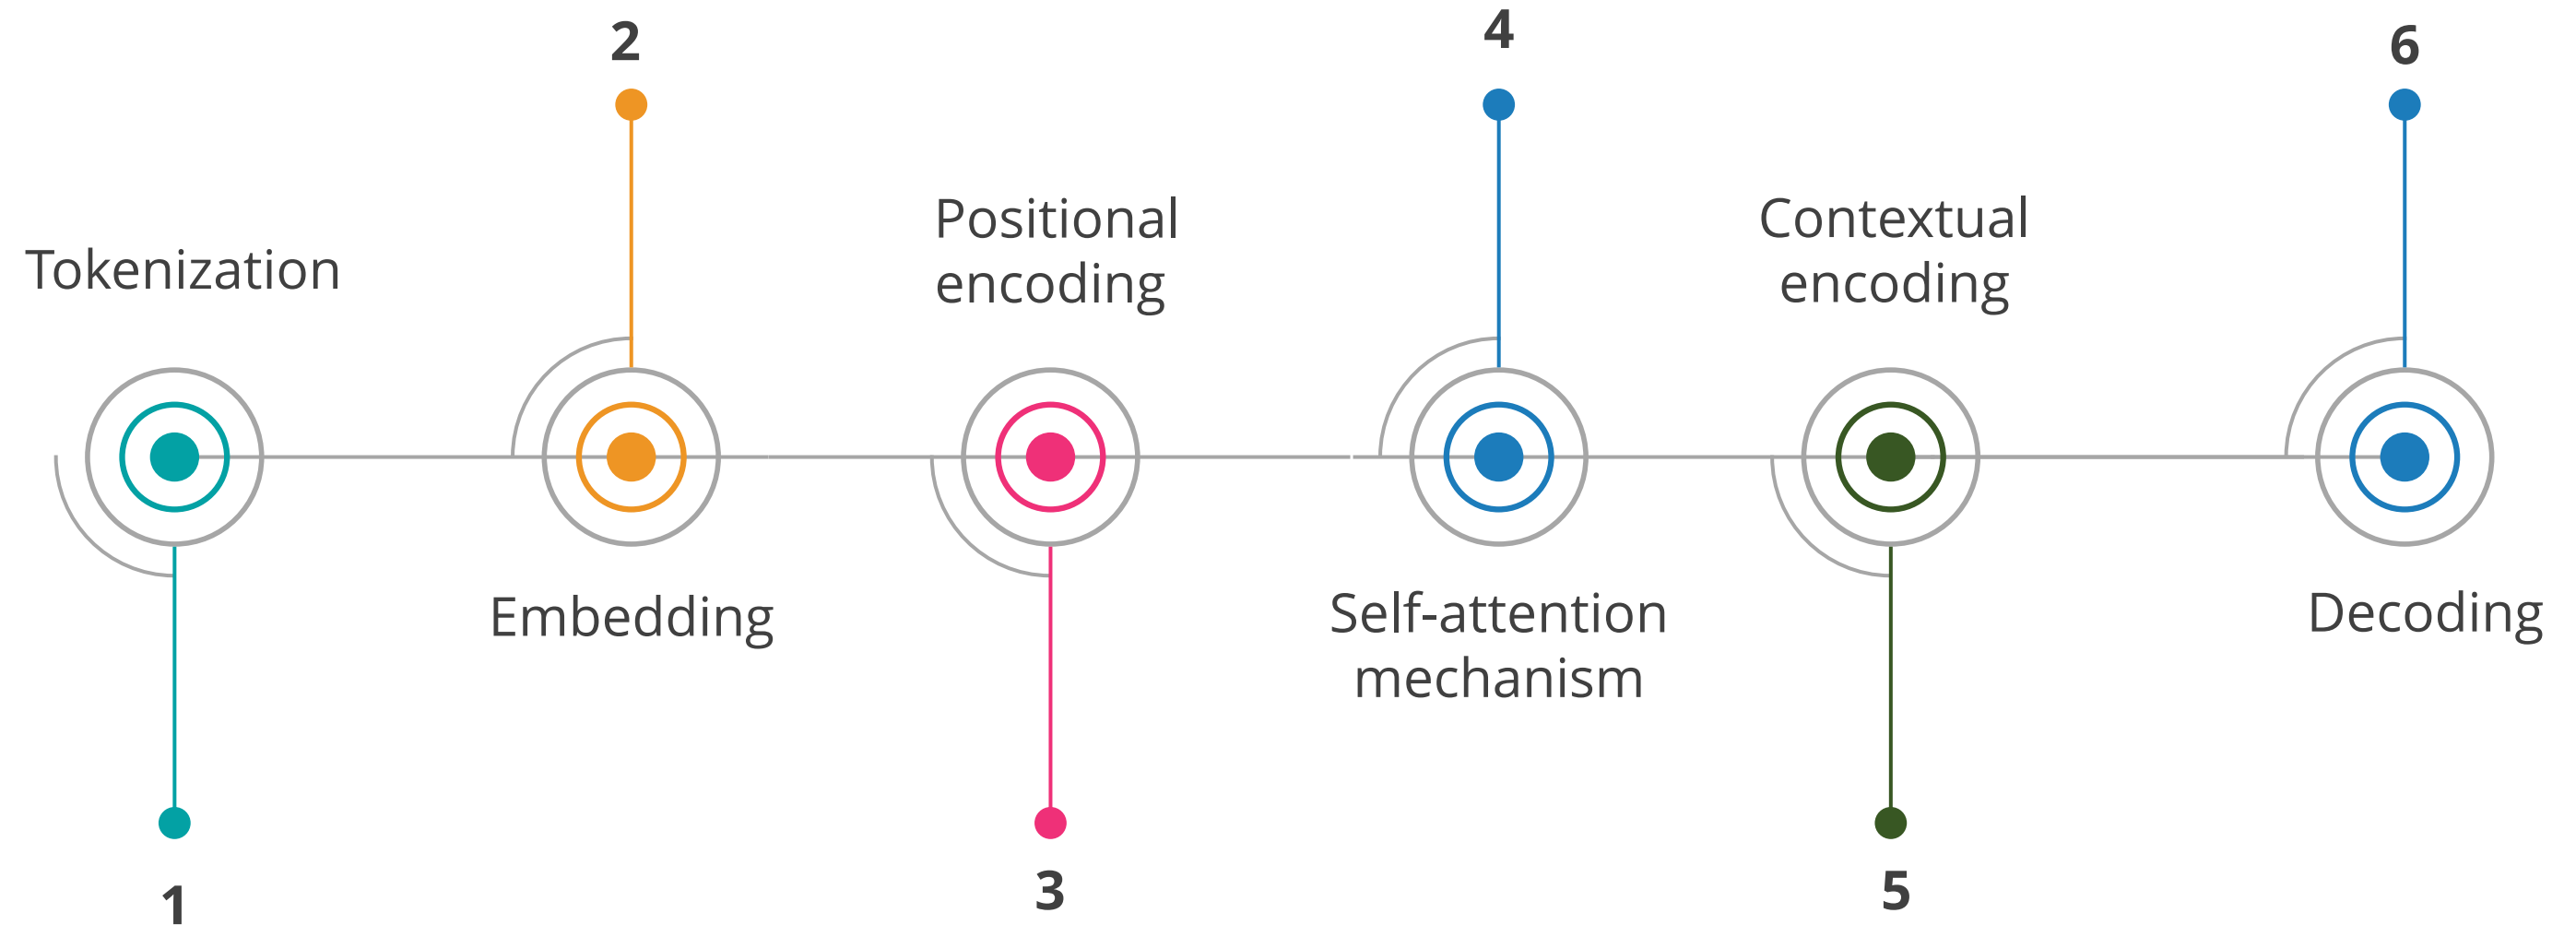 Tokenization
1
2
Embedding
Positional
encoding
3
4
Self-attention
mechanism
Contextual
encoding
5
6
Decoding